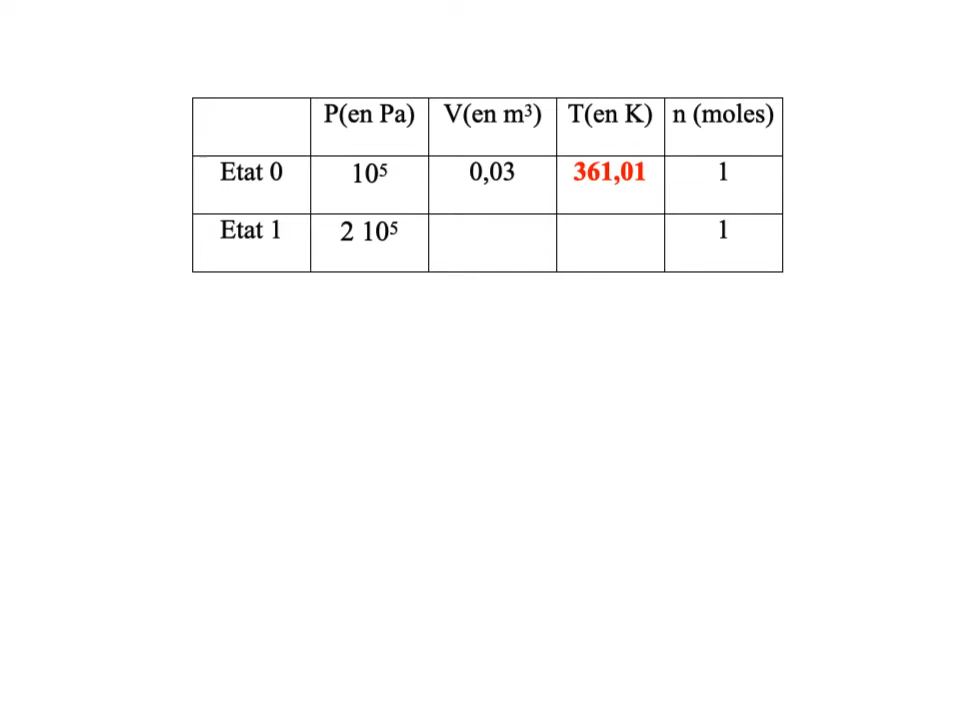 P(en Pa) V(en m³) T(en K) n (moles)
Etat 0 10⁵ 0,03 361,01 1
Etat 1 2 10⁵ 1